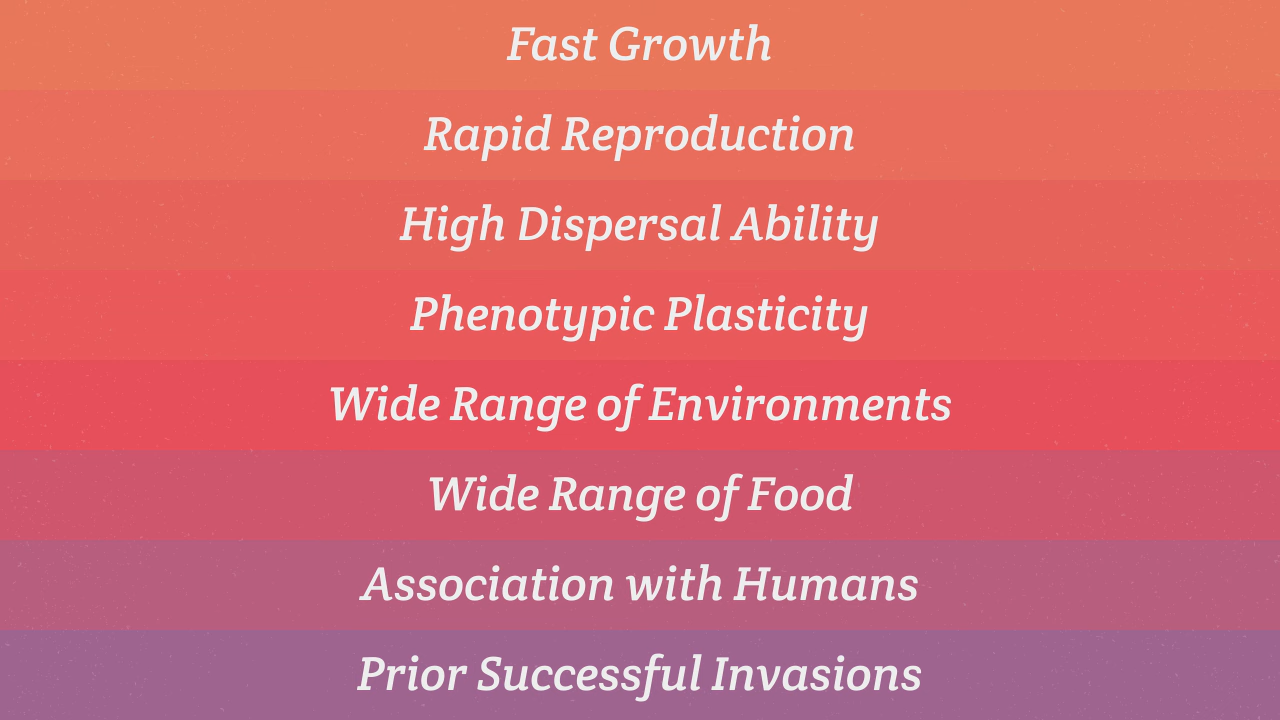 Fast Growth
Rapid Reproduction
High Dispersal Ability
Phenotypic Plasticity
Wide Range of Environments
Wide Range of Food
Association with Humans
Prior Successful Invasions